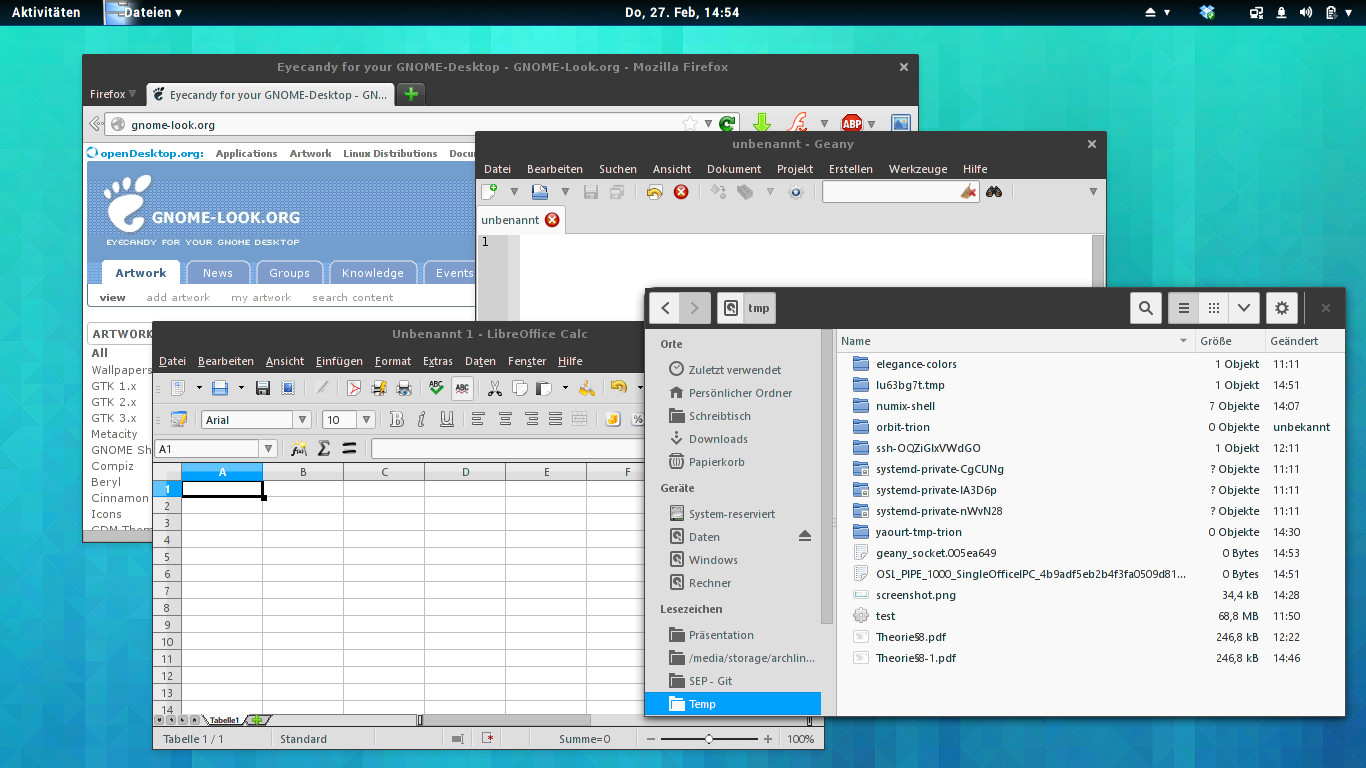 Aktivitäten
Dateien ▾
Do, 27. Feb, 14:54
Eyecandy for your GNOME-Desktop - GNOME-Look.org - Mozilla Firefox
Firefox
Eyecandy for your GNOME-Desktop - GN...
gnome-look.org
ABP
openDesktop.org: Applications Artwork Linux Distributions
GNOME-LOOK.ORG
EYECANDY FOR YOUR GNOME DESKTOP
Artwork News Groups Knowledge Events
view add artwork my artwork search content
ARTWORK
All
Wallpapers
GTK 1.x
GTK 2.x
GTK 3.x
Metacity
GNOME Sh
Compiz
Beryl
Cinnamon
Icons
unbenannt - Geany
Datei Bearbeiten Suchen Ansicht Dokument Projekt Erstellen Werkzeuge Hilfe
unbenannt
1
Unbenannt 1 - LibreOffice Calc
Datei Bearbeiten Ansicht Einfügen Format Extras Daten Fenster Hilfe
ABC ABC
Arial 10 B I U %
A1 f(x) Σ =
A B C D E F
1
2
3
4
5
6
7
8
9
10
11
12
13
14
Tabelle1
Tabelle 1 / 1 Standard Summe=0 100%
tmp
Orte
Zuletzt verwendet
Persönlicher Ordner
Schreibtisch
Downloads
Papierkorb
Geräte
System-reserviert
Daten
Windows
Rechner
Lesezeichen
Präsentation
/media/storage/archlin...
SEP - Git
Temp
Name Größe Geändert
elegance-colors 1 Objekt 11:11
lu63bg7t.tmp 1 Objekt 14:51
numix-shell 7 Objekte 14:07
orbit-trion 0 Objekte unbekannt
ssh-OQZiGlxVWdGO 1 Objekt 12:11
systemd-private-CgCUNg ? Objekte 11:11
systemd-private-IA3D6p ? Objekte 11:11
systemd-private-nWvN28 ? Objekte 11:11
yaourt-tmp-trion 0 Objekte 14:30
geany_socket.005ea649 0 Bytes 14:53
OSL_PIPE_1000_SingleOfficeIPC_4b9adf5eb2b4f3fa0509d81... 0 Bytes 14:51
screenshot.png 34,4 kB 14:28
test 68,8 MB 11:50
Theorie§8.pdf 246,8 kB 12:22
Theorie§8-1.pdf 246,8 kB 14:46